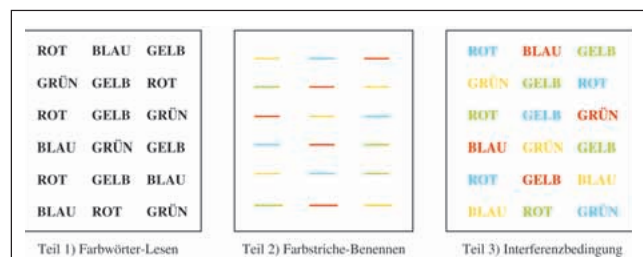 ROT BLAU GELB
GRÜN GELB ROT
ROT GELB GRÜN
BLAU GRÜN GELB
ROT GELB BLAU
BLAU ROT GRÜN
Teil 1) Farbwörter-Lesen
Teil 2) Farbstriche-Benennen
ROT BLAU GELB
GRÜN GELB ROT
ROT GELB GRÜN
BLAU GRÜN GELB
ROT GELB BLAU
BLAU ROT GRÜN
Teil 3) Interferenzbedingung